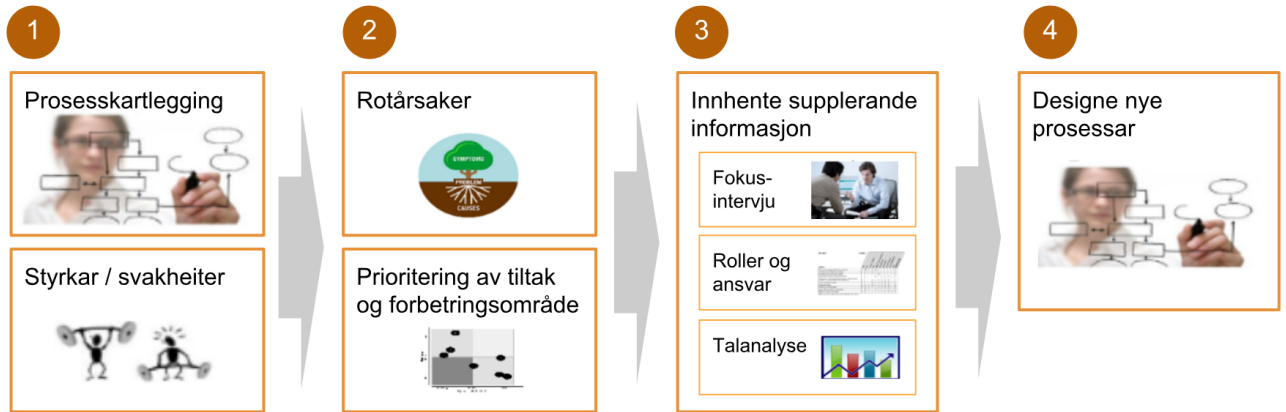 1
2
3
4
Prosesskartlegging
Styrkar / svakheiter
Rotårsaker
SYMPTOMS
PROBLEM
CAUSES
Prioritering av tiltak
og forbetringsområde
Innhente supplerande
informasjon
Fokus-
intervju
Roller og
ansvar
Talanalyse
Designe nye
prosessar